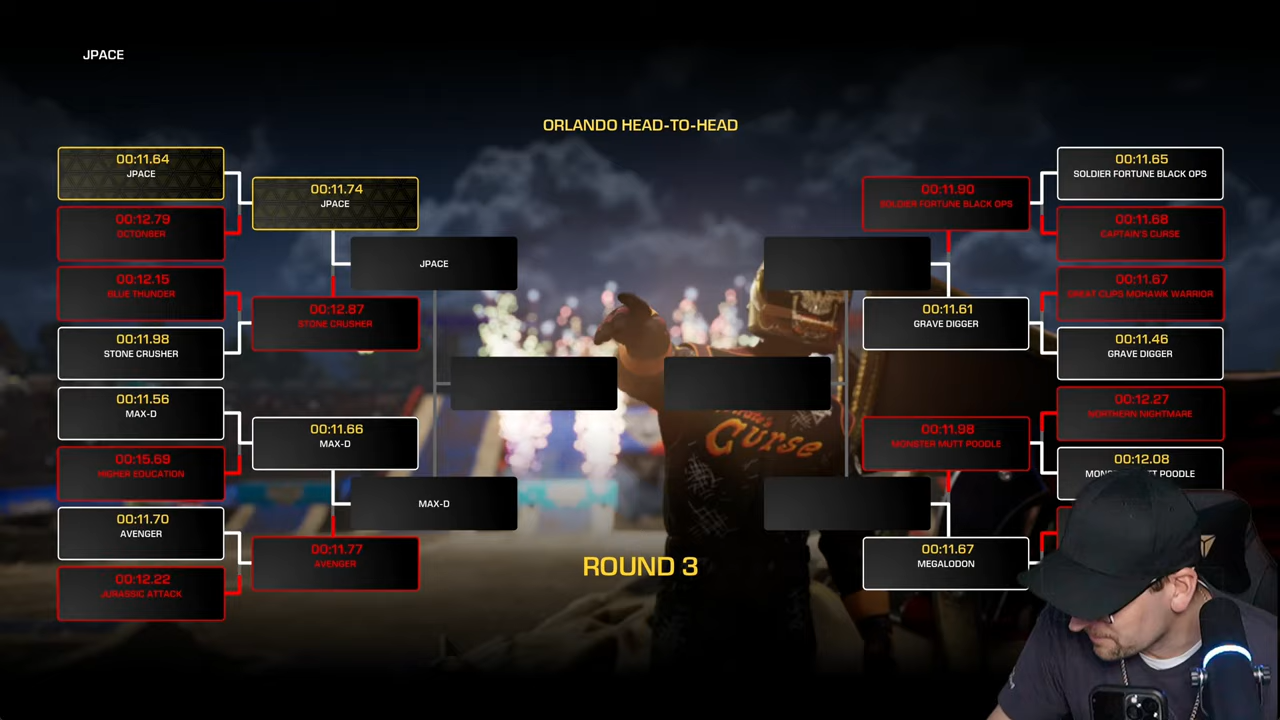 JPACE
ORLANDO HEAD-TO-HEAD
00:11.64
JPACE
00:12.79
OCTON8ER
00:12.15
BLUE THUNDER
00:11.98
STONE CRUSHER
00:11.56
MAX-D
00:15.69
HIGHER EDUCATION
00:11.70
AVENGER
00:12.22
JURASSIC ATTACK
00:11.74
JPACE
00:12.87
STONE CRUSHER
00:11.66
MAX-D
00:11.77
AVENGER
JPACE
MAX-D
Curse
ROUND 3
00:11.90
SOLDIER FORTUNE BLACK OPS
00:11.61
GRAVE DIGGER
00:11.98
MONSTER MUTT POODLE
00:11.67
MEGALODON
00:11.65
SOLDIER FORTUNE BLACK OPS
00:11.68
CAPTAIN'S CURSE
00:11.67
GREAT CLIPS MOHAWK WARRIOR
00:11.46
GRAVE DIGGER
00:12.27
NORTHERN NIGHTMARE
00:12.08
POODLE